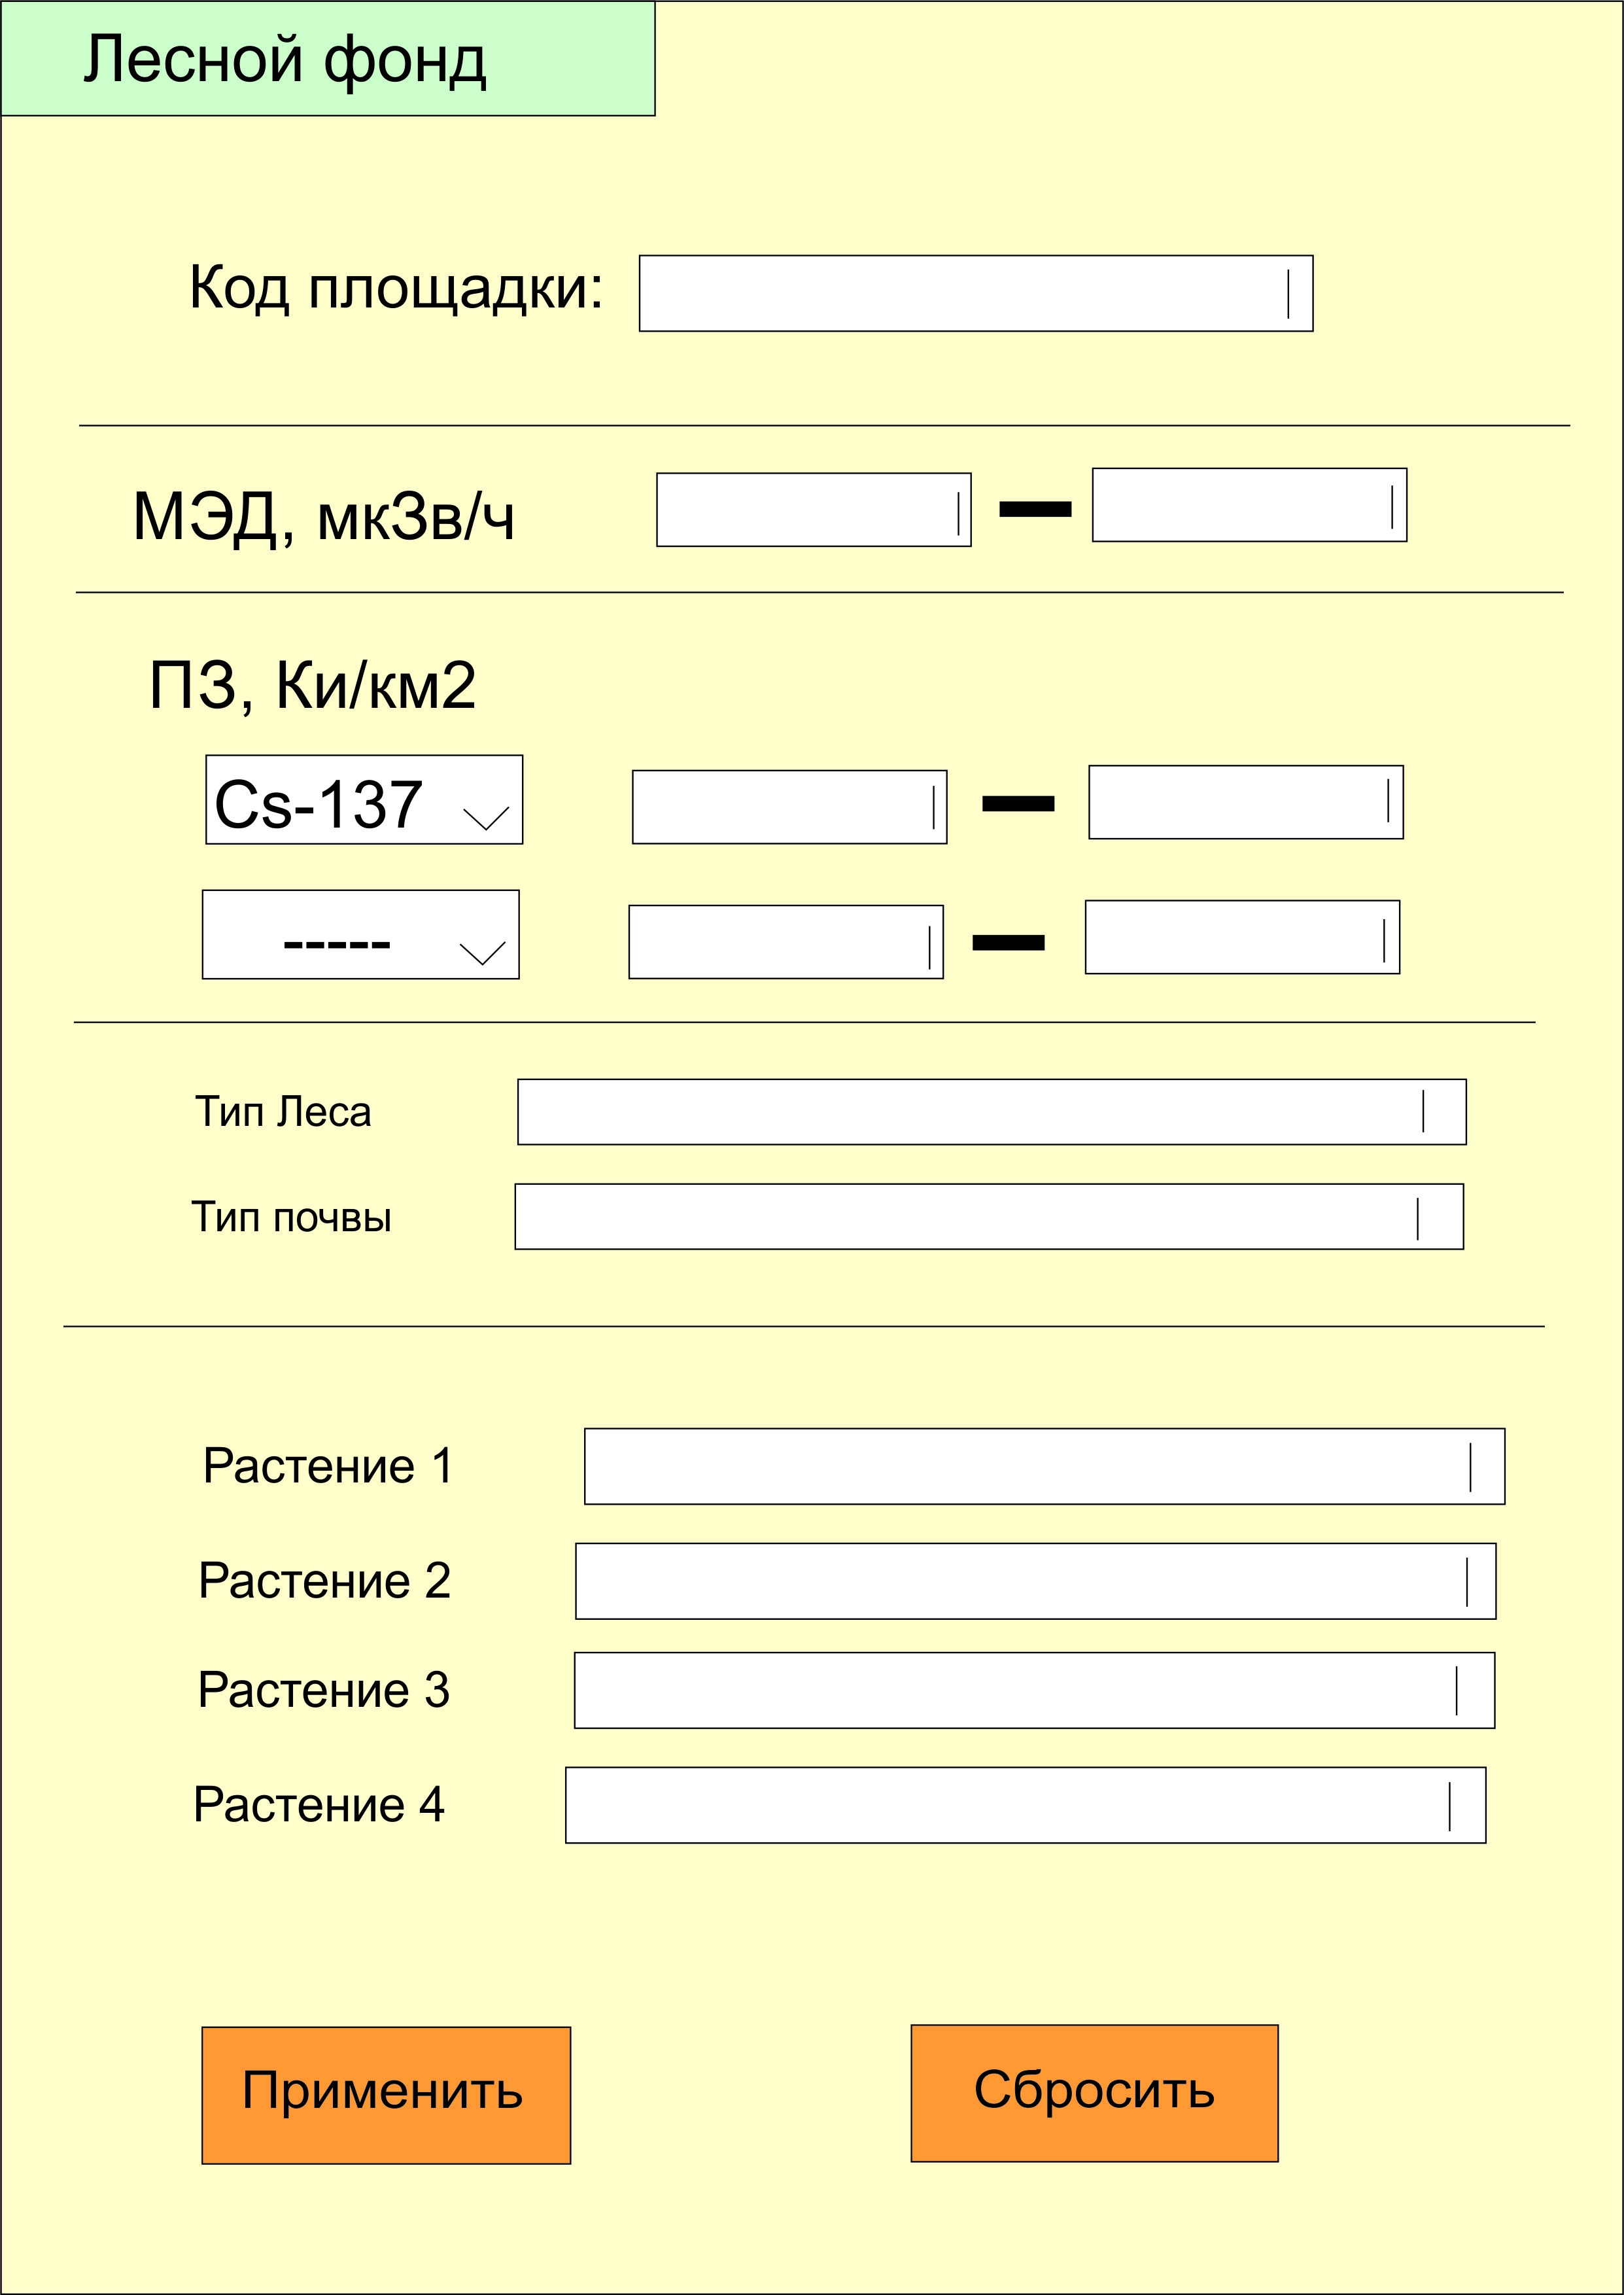 Лесной фонд
Код площадки:
МЭД, мкЗв/ч
ПЗ, Ки/км2
Cs-137
-----
Тип Леса
Тип почвы
Растение 1
Растение 2
Растение 3
Растение 4
Применить Сбросить